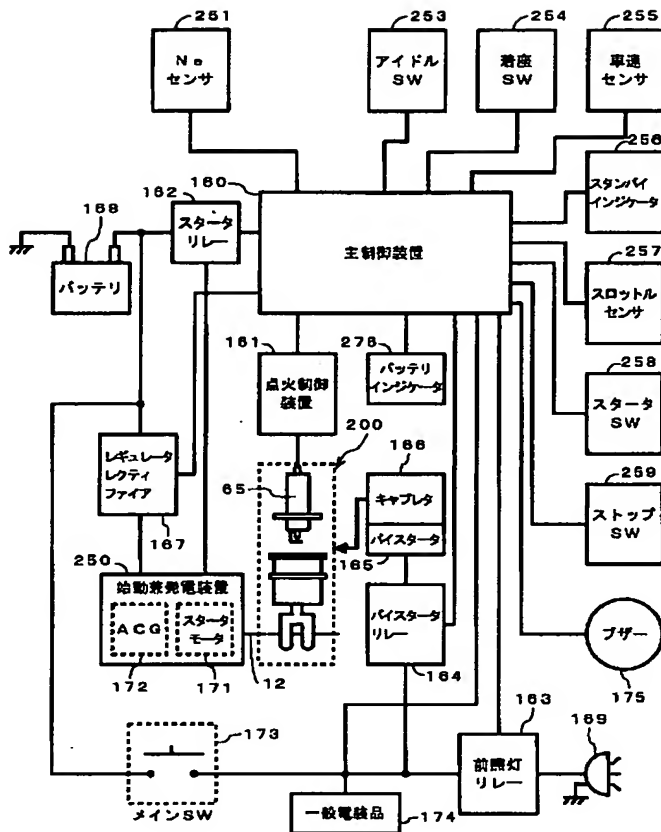 251
253
254
255
Ne
センサ
アイドル
SW
着座
SW
車速
センサ
256
スタンバイ
インジケータ
160
162
168
スタータ
リレー
主制御装置
バッテリ
257
スロットル
センサ
161
276
点火制御
装置
バッテリ
インジケータ
258
スタータ
SW
200
166
レギュレータ
レクティ
ファイア
65
キャブレタ
バイスタータ
165
259
ストップ
SW
167
250
始動兼発電装置
ACG
スタータ
モータ
バイスタータ
リレー
ブザー
172
171
12
164
175
173
163
169
前照灯
リレー
メインSW
一般電装品
174